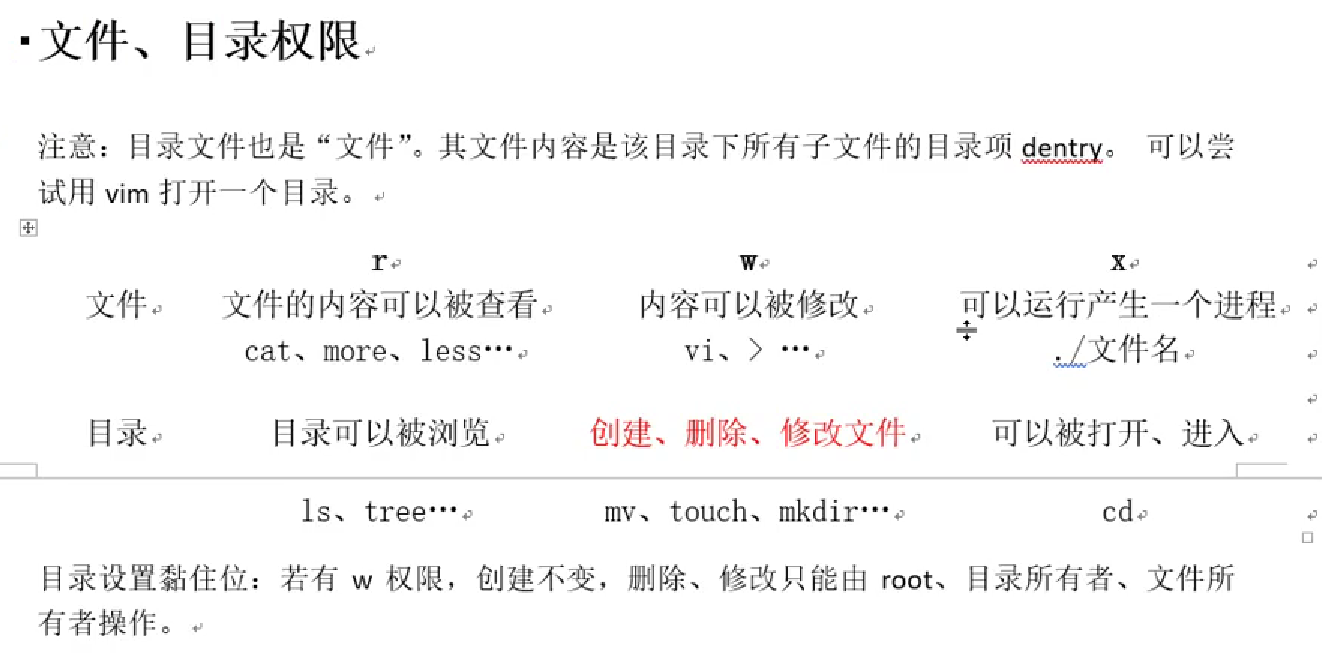 文件、目录权限
注意：目录文件也是“文件”。其文件内容是该目录下所有子文件的目录项 dentry。 可以尝
试用 vim 打开一个目录。
r w x
文件 文件的内容可以被查看 内容可以被修改 可以运行产生一个进程
cat、more、less… vi、> … ./文件名
目录 目录可以被浏览 创建、删除、修改文件 可以被打开、进入
ls、tree… mv、touch、mkdir… cd
目录设置黏住位：若有 w 权限，创建不变，删除、修改只能由 root、目录所有者、文件所
有者操作。